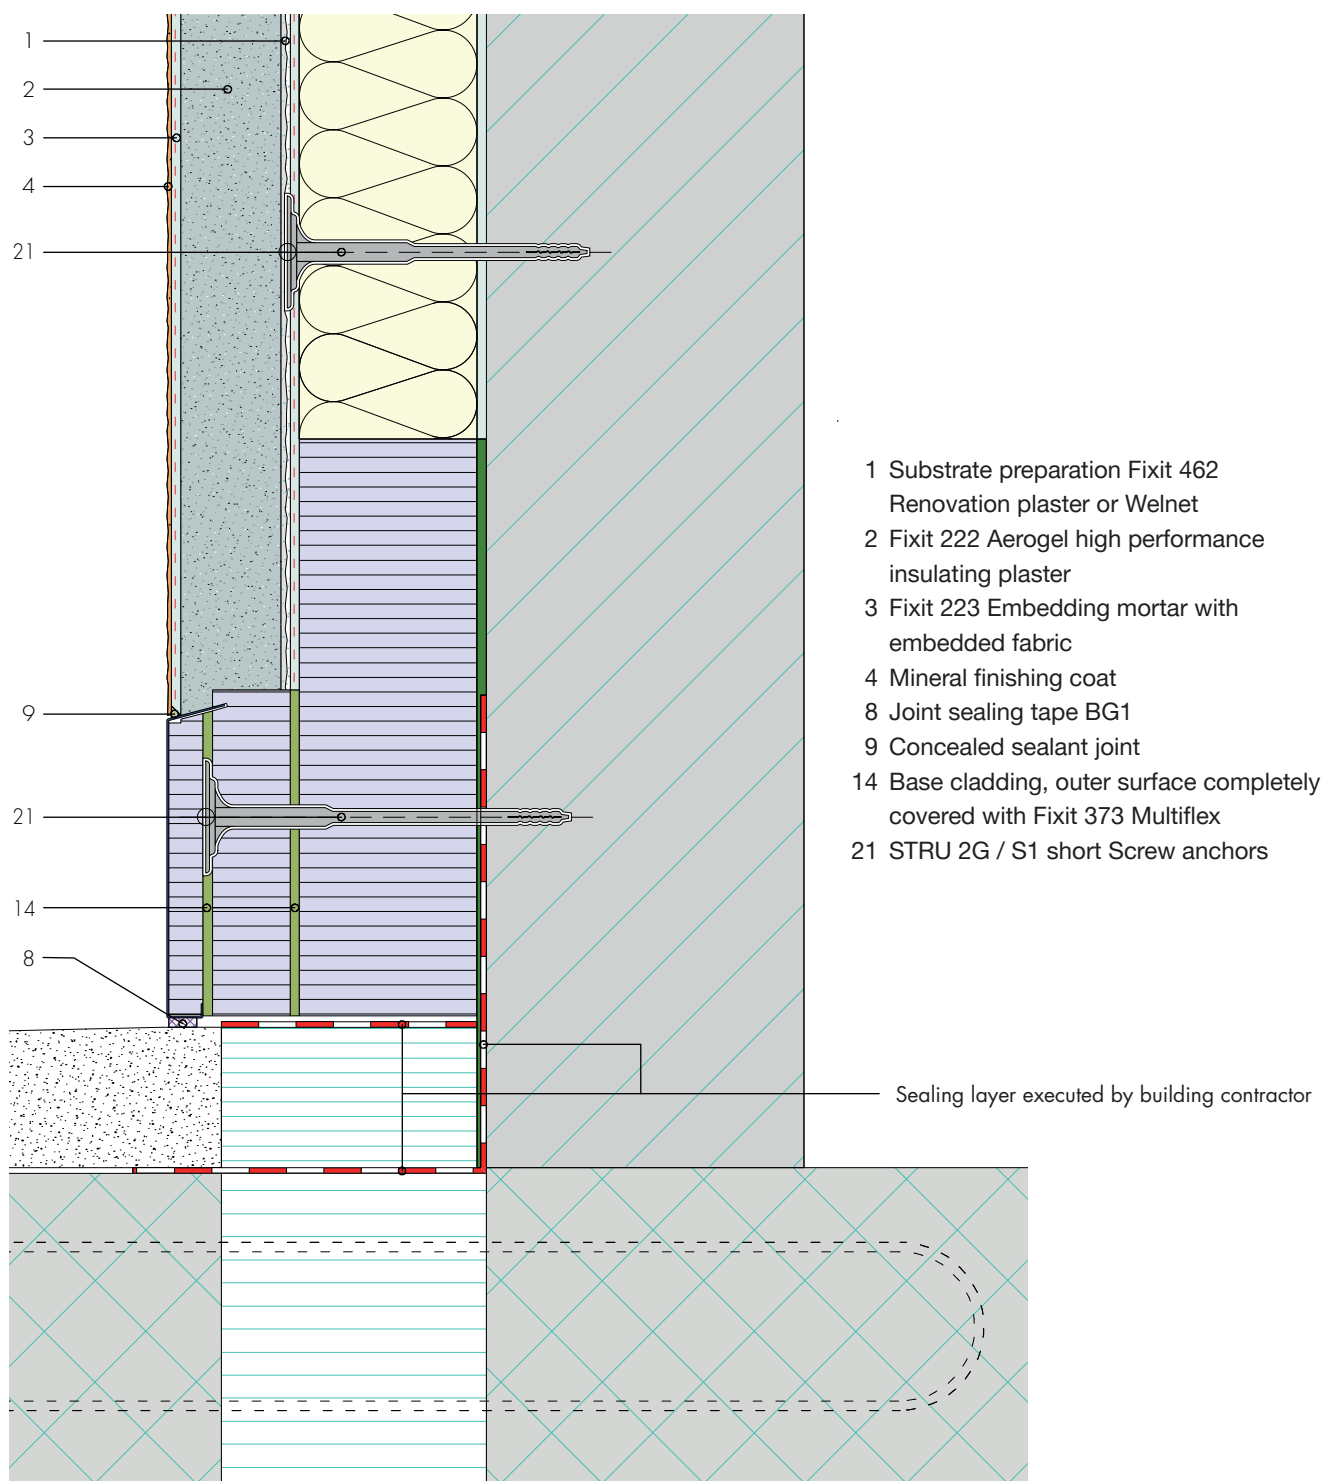 1
2
3
4
21
9
21
14
8
1 Substrate preparation Fixit 462
Renovation plaster or Welnet
2 Fixit 222 Aerogel high performance
insulating plaster
3 Fixit 223 Embedding mortar with
embedded fabric
4 Mineral finishing coat
8 Joint sealing tape BG1
9 Concealed sealant joint
14 Base cladding, outer surface completely
covered with Fixit 373 Multiflex
21 STRU 2G / S1 short Screw anchors
Sealing layer executed by building contractor